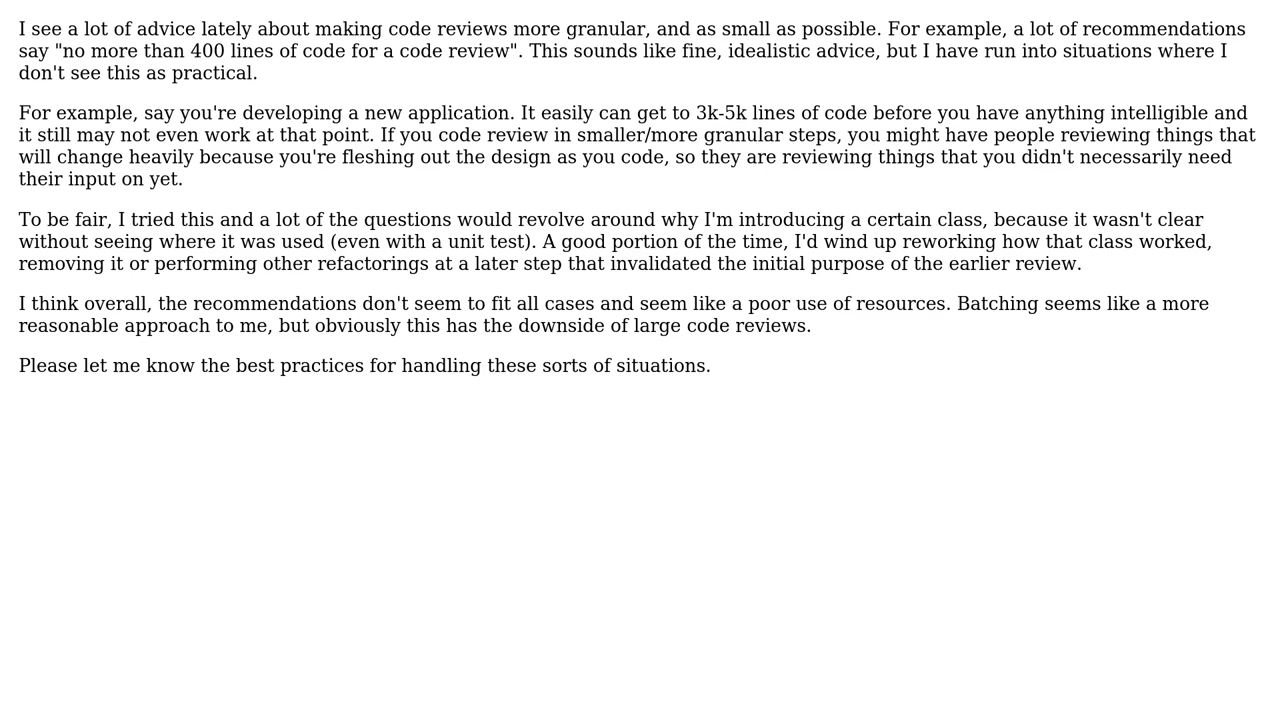 I see a lot of advice lately about making code reviews more granular, and as small as possible. For example, a lot of recommendations
say "no more than 400 lines of code for a code review". This sounds like fine, idealistic advice, but I have run into situations where I
don't see this as practical.
For example, say you're developing a new application. It easily can get to 3k-5k lines of code before you have anything intelligible and
it still may not even work at that point. If you code review in smaller/more granular steps, you might have people reviewing things that
will change heavily because you're fleshing out the design as you code, so they are reviewing things that you didn't necessarily need
their input on yet.
To be fair, I tried this and a lot of the questions would revolve around why I'm introducing a certain class, because it wasn't clear
without seeing where it was used (even with a unit test). A good portion of the time, I'd wind up reworking how that class worked,
removing it or performing other refactorings at a later step that invalidated the initial purpose of the earlier review.
I think overall, the recommendations don't seem to fit all cases and seem like a poor use of resources. Batching seems like a more
reasonable approach to me, but obviously this has the downside of large code reviews.
Please let me know the best practices for handling these sorts of situations.